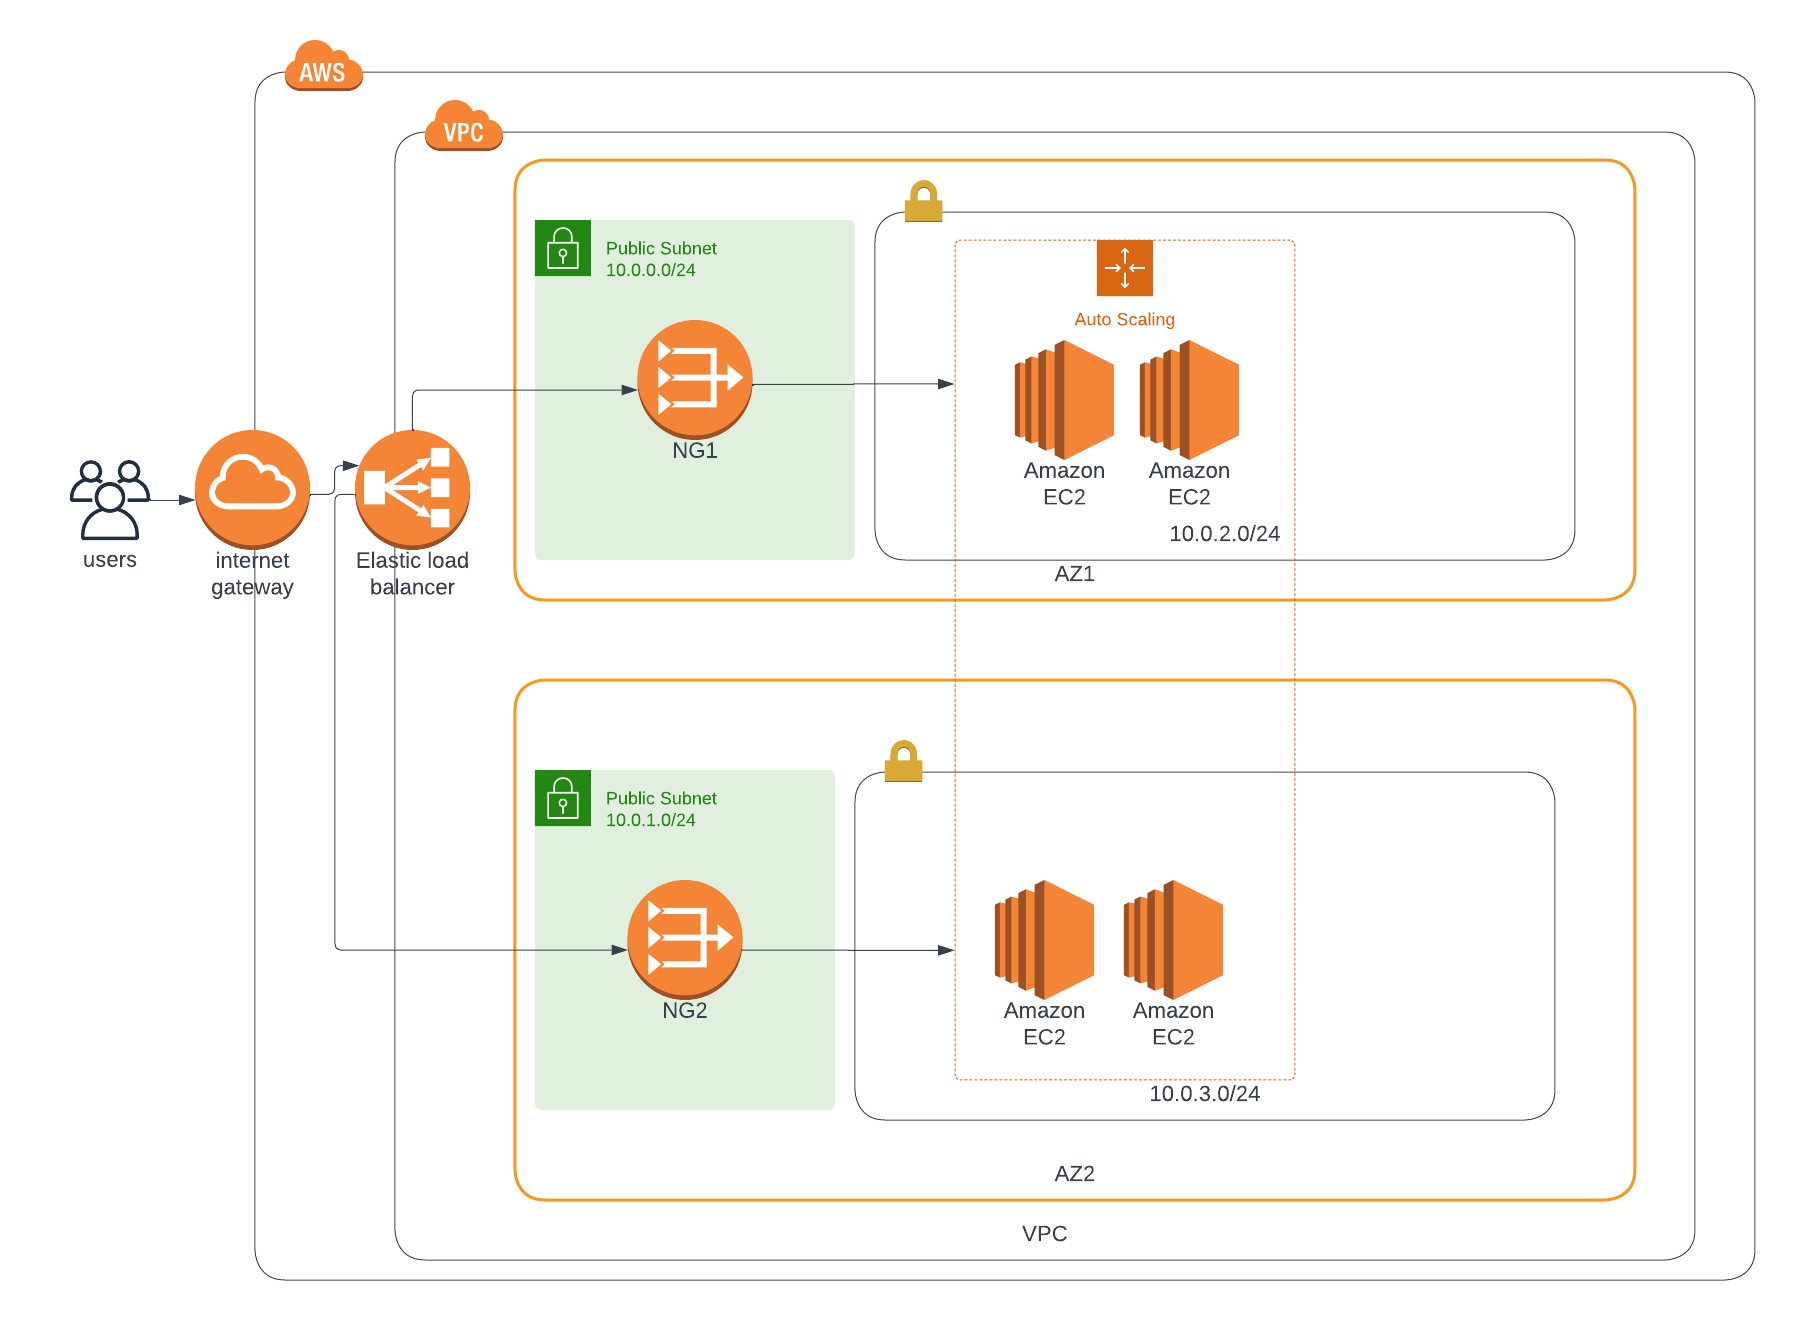 AWS
VPC
Public Subnet
10.0.0.0/24
Auto Scaling
NG1
Amazon
EC2
Amazon
EC2
10.0.2.0/24
AZ1
users
internet
gateway
Elastic load
balancer
Public Subnet
10.0.1.0/24
NG2
Amazon
EC2
Amazon
EC2
10.0.3.0/24
AZ2
VPC